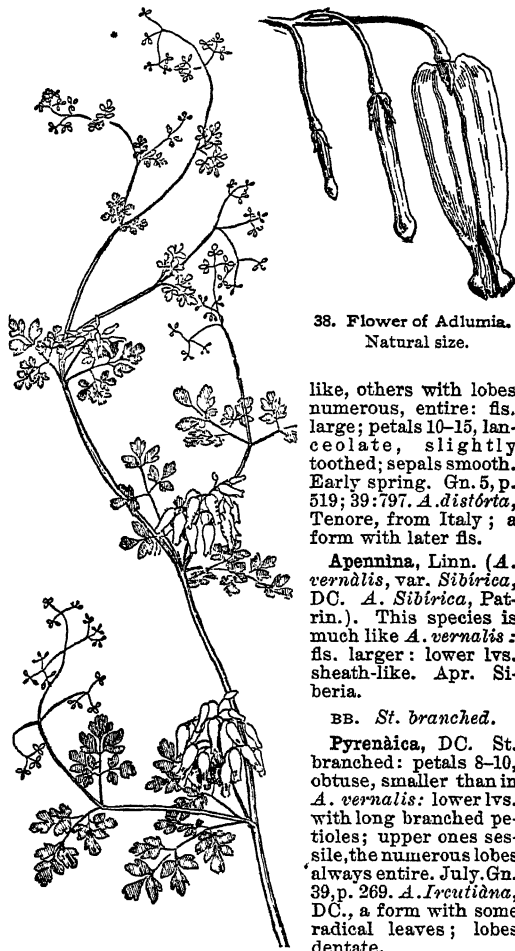 38. Flower of Adlumia.
Natural size.
like, others with lobes
numerous, entire: fls.
large; petals 10–15, lan-
ceolate, slightly
toothed; sepals smooth.
Early spring. Gn. 5, p.
519; 39:797. A. distórta,
Tenore, from Italy; a
form with later fls.
Apennìna, Linn. (A.
vernàlis, var. Sibírica,
DC. A. Sibírica, Pat-
rin.). This species is
much like A. vernalis:
fls. larger: lower lvs.
sheath-like. Apr. Si-
beria.
BB. St. branched.
Pyrenàica, DC. St.
branched: petals 8–10,
obtuse, smaller than in
A. vernalis: lower lvs.
with long branched pe-
tioles; upper ones ses-
sile, the numerous lobes
always entire. July. Gn.
39, p. 269. A. Ircutiàna,
DC., a form with some
radical leaves; lobes
dentate.